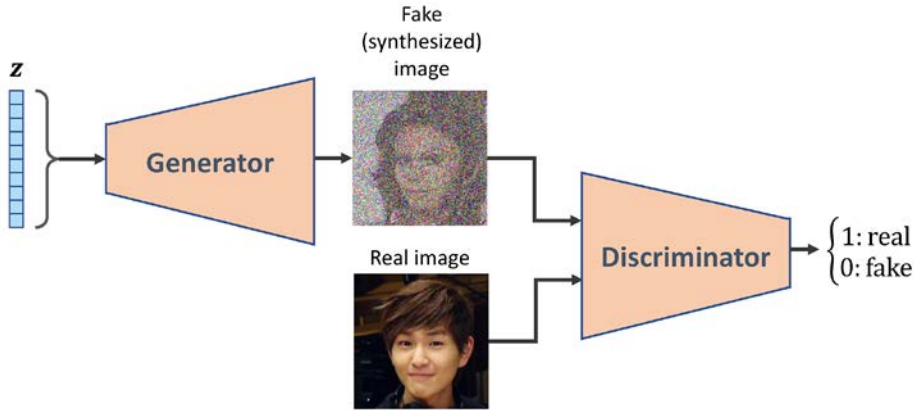 Fake
(synthesized)
image
z
Generator
Real image
Discriminator
1: real
0: fake